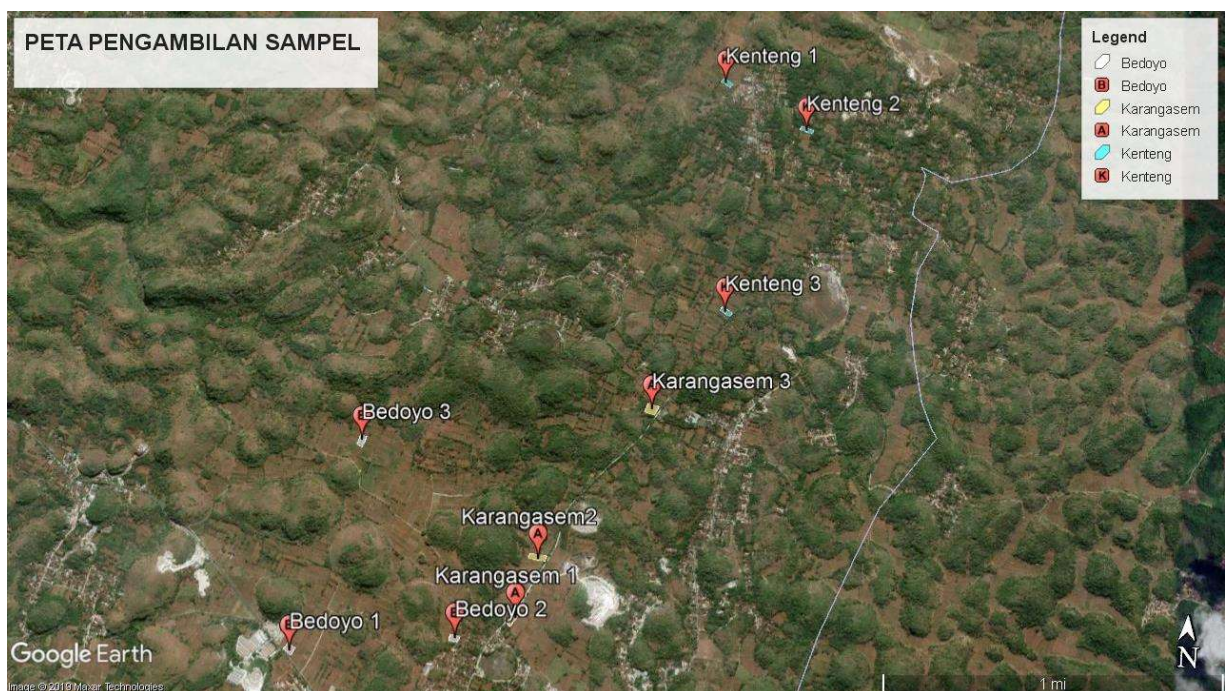 PETA PENGAMBILAN SAMPEL
Legend
Bedoyo
B Bedoyo
Karangasem
A Karangasem
Kenteng
K Kenteng
Kenteng 1
Kenteng 2
Kenteng 3
Karangasem 3
Bedoyo 3
Karangasem2
A
Karangasem 1
A
Bedoyo 2
Bedoyo 1
Google Earth
Image © 2019 Maxar Technologies
1 mi
N